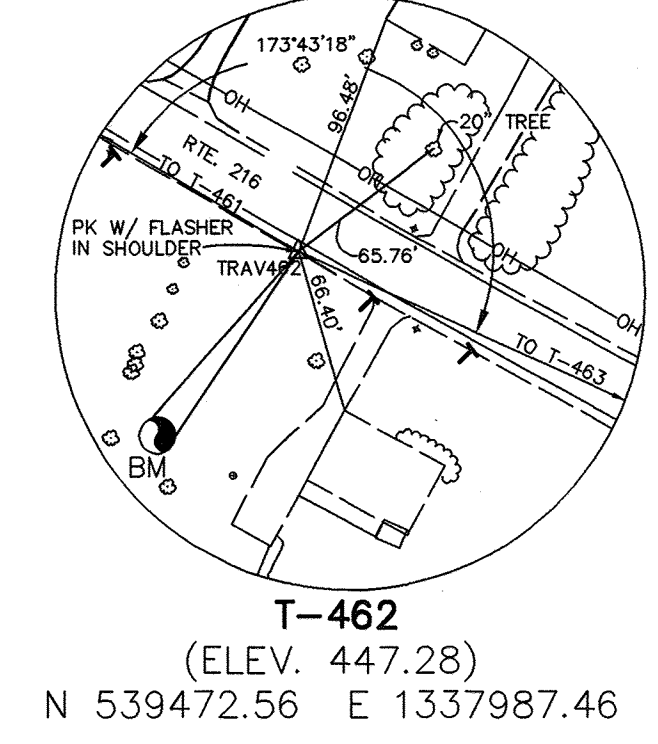 173°43'18"
96.48'
OH
20" TREE
RTE. 216
TO T-461
OH
PK W/ FLASHER
IN SHOULDER
65.76'
OH
TRAV462
66.40'
OH
TO T-463
BM
T-462
(ELEV. 447.28)
N 539472.56 E 1337987.46